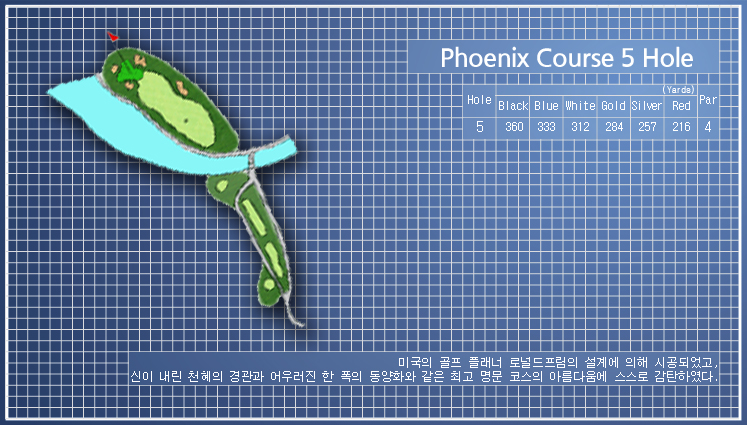 Phoenix Course 5 Hole
(Yards)
Hole Black Blue White Gold Silver Red Par
5 360 333 312 284 257 216 4
미국의 골프 플래너 로널드프림의 설계에 의해 시공되었고,
신이 내린 천혜의 경관과 어우러진 한 폭의 동양화와 같은 최고 명문 코스의 아름다움에 스스로 감탄하였다.